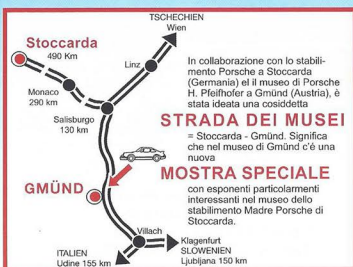 TSCHECHIEN
Wien
Stoccarda
490 Km
Linz
Monaco
290 km
Salisburgo
130 km
GMÜND
Villach
Klagenfurt
SLOWENIEN
Ljubljana 150 km
ITALIEN
Udine 155 km
In collaborazione con lo stabili-
mento Porsche a Stoccarda
(Germania) el il museo di Porsche
H. Pfeifhofer a Gmünd (Austria), è
stata ideata una cosiddetta
STRADA DEI MUSEI
= Stoccarda - Gmünd. Significa
che nel museo di Gmünd c'é una
nuova
MOSTRA SPECIALE
con esponenti particolarmenti
interessanti nel museo dello
stabilimento Madre Porsche di
Stoccarda.